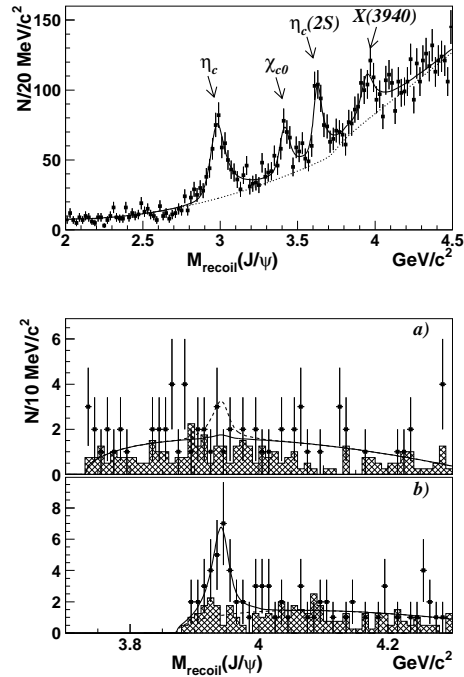 N/20 MeV/c²
150
100
50
0
η_c
χ_c0
η_c(2S)
X(3940)
2 2.5 3 3.5 4 4.5
M_recoil(J/ψ) GeV/c²
N/10 MeV/c²
a)
6
4
2
0
b)
8
6
4
2
0
3.8 4 4.2
M_recoil(J/ψ) GeV/c²